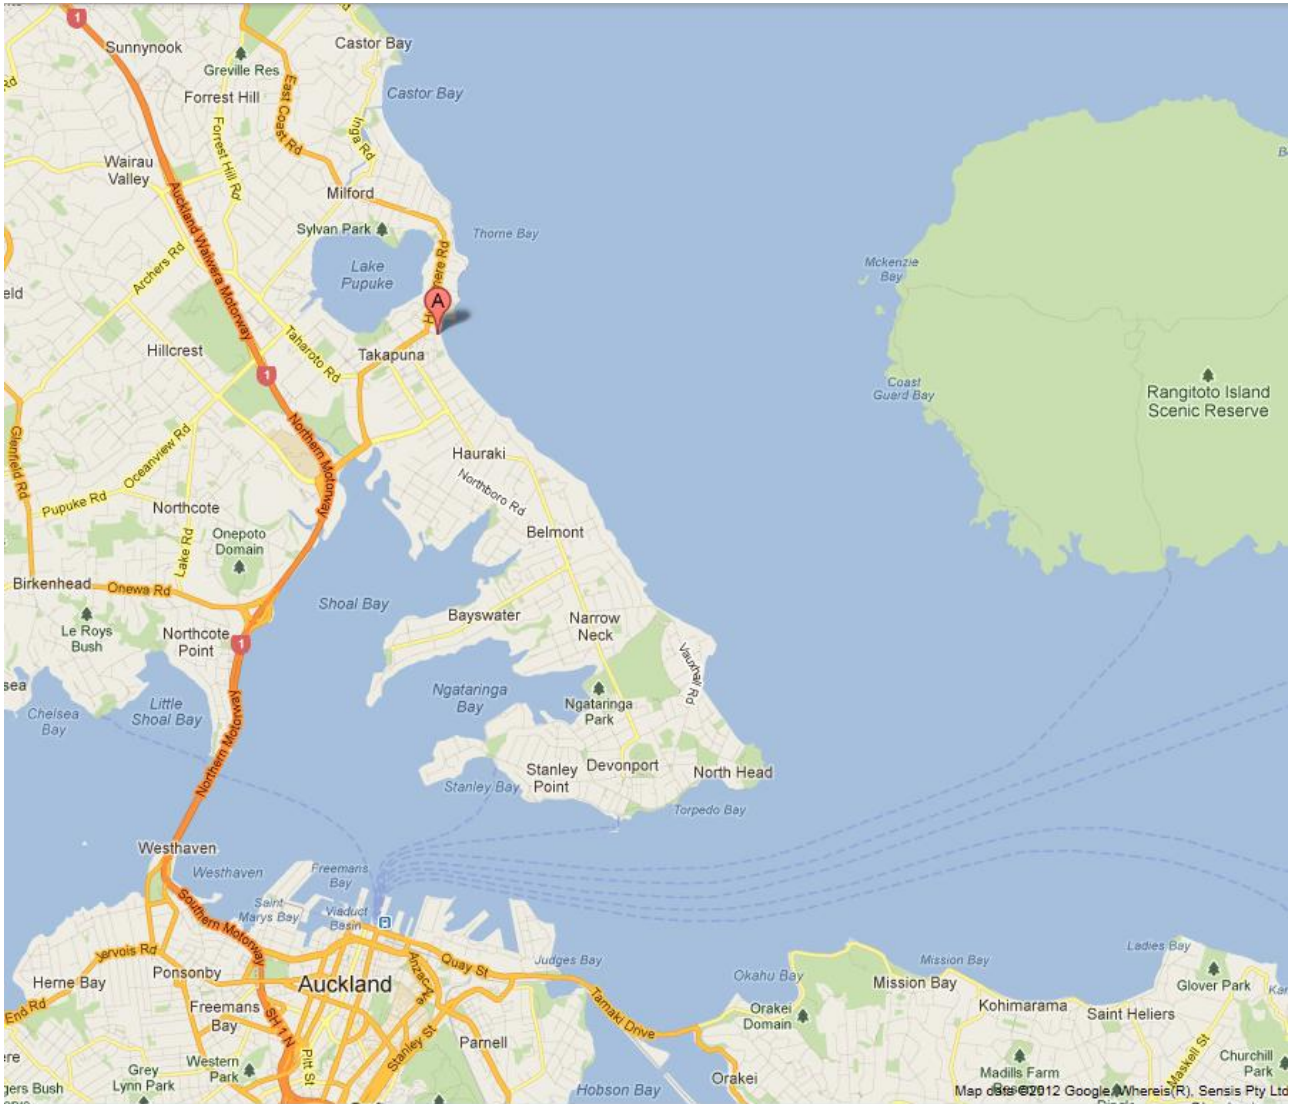 1
Sunnynook
Castor Bay
Greville Res
Castor Bay
Forrest Hill
East Coast Rd
Inga Rd
Forrest Hill Rd
Wairau
Valley
Milford
Auckland Waiwera Motorway
Sylvan Park
Thorne Bay
Archers Rd
Lake
Pupuke
mere Rd
Mckenzie
Bay
eld
A
Hillcrest
Taharoto Rd
Takapuna
1
Coast
Guard Bay
Rangitoto Island
Scenic Reserve
Glenfield Rd
Oceanview Rd
Northern Motorway
Hauraki
Northboro Rd
Pupuke Rd
Northcote
Onepoto
Domain
Belmont
Lake Rd
Birkenhead
Onewa Rd
Shoal Bay
Le Roys
Bush
Northcote
Point
1
Bayswater
Narrow
Neck
Vauxhall Rd
sea
Chelsea
Bay
Little
Shoal Bay
Ngataringa
Bay
Ngataringa
Park
Northern Motorway
Stanley
Point
Devonport
North Head
Stanley Bay
Torpedo Bay
Westhaven
Westhaven
Freemans
Bay
Saint
Marys Bay
Viaduct
Basin
Southern Motorway
Jervois Rd
Quay St
Judges Bay
Ladies Bay
Herne Bay
Ponsonby
Auckland
Anzac Ave
Okahu Bay
Mission Bay
Mission Bay
Glover Park
End Rd
Freemans
Bay
SH 1 N
Tamaki Drive
Orakei
Domain
Kohimarama
Saint Heliers
Stanley St
Parnell
Maskell St
ere
Grey
Lynn Park
Western
Park
Pitt St
Orakei
Madills Farm
Churchill
Park
gers Bush
Hobson Bay
Map data ©2012 Google, Whereis(R), Sensis Pty Ltd